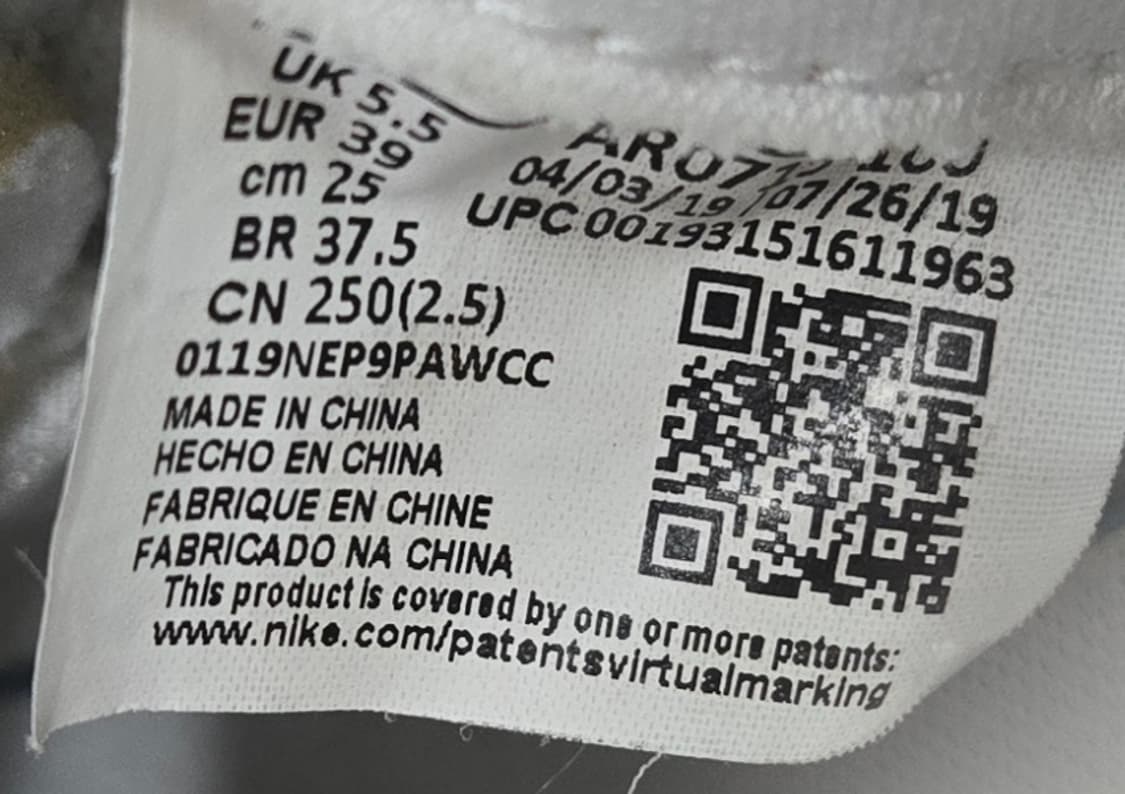 UK 5.5
EUR 39
cm 25
BR 37.5
CN 250(2.5)
0119NEP9PAWCC
MADE IN CHINA
HECHO EN CHINA
FABRIQUE EN CHINE
FABRICADO NA CHINA
04/03/19 07/26/19
UPC 00193151611963
This product is covered by one or more patents:
www.nike.com/patentsvirtualmarking